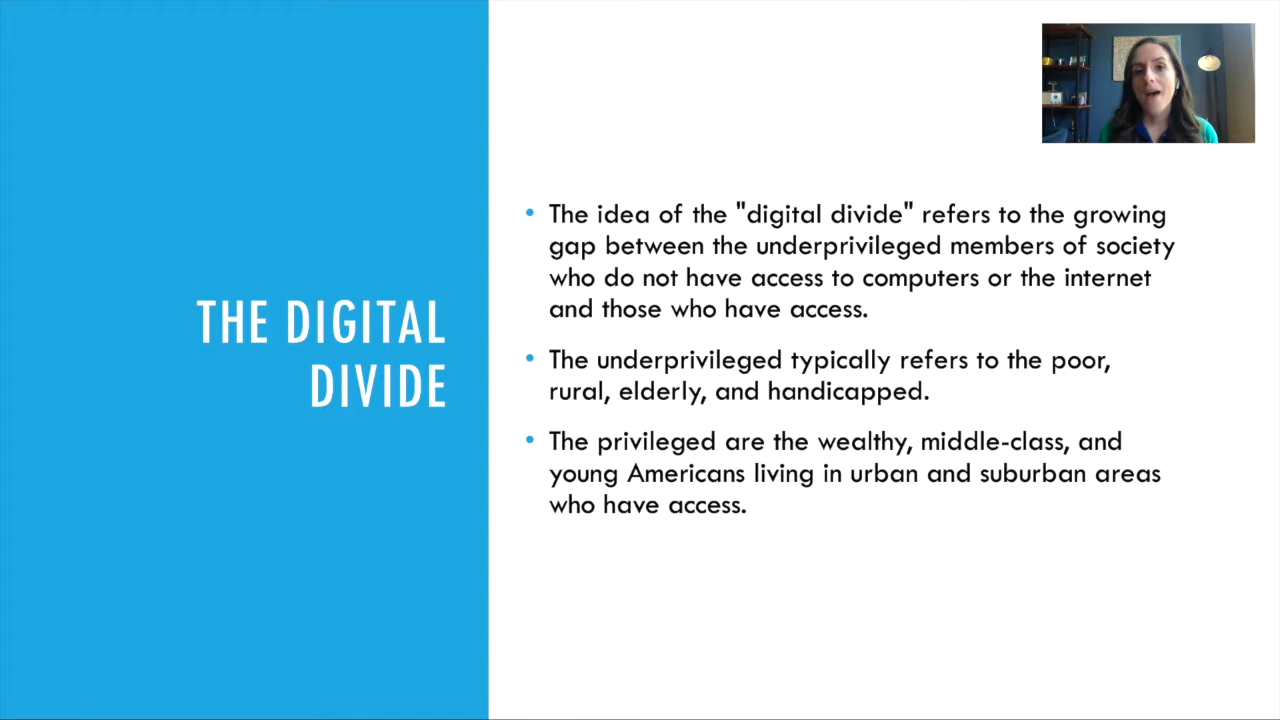 THE DIGITAL
DIVIDE
• The idea of the "digital divide" refers to the growing
gap between the underprivileged members of society
who do not have access to computers or the internet
and those who have access.
• The underprivileged typically refers to the poor,
rural, elderly, and handicapped.
• The privileged are the wealthy, middle-class, and
young Americans living in urban and suburban areas
who have access.